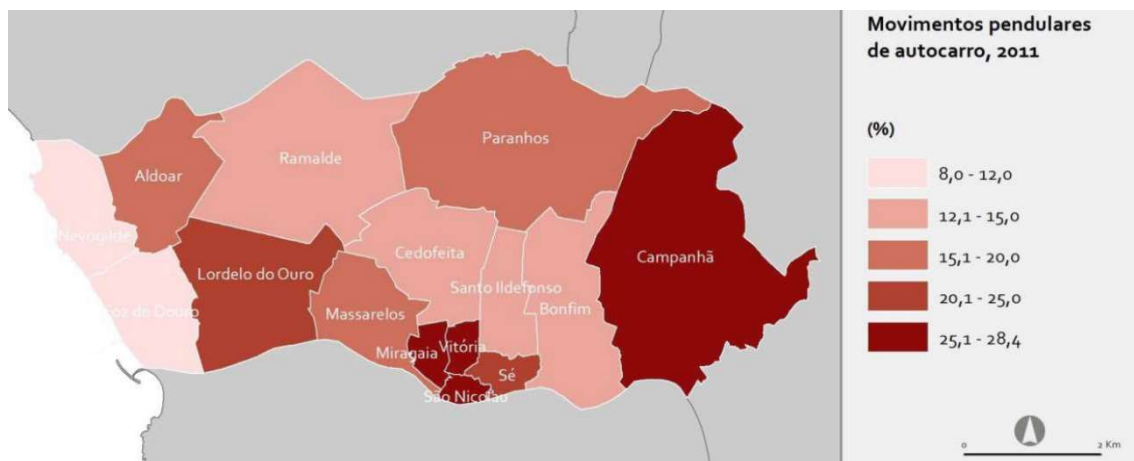 Movimentos pendulares
de autocarro, 2011
(%)
8,0 - 12,0
12,1 - 15,0
15,1 - 20,0
20,1 - 25,0
25,1 - 28,4
0 2 Km
Paranhos
Ramalde
Aldoar
Nevogilde
Cedofeita
Campanhã
Lordelo do Ouro
Santo Ildefonso
Foz do Douro
Massarelos
Bonfim
Miragaia
Vitória
Sé
São Nicolau